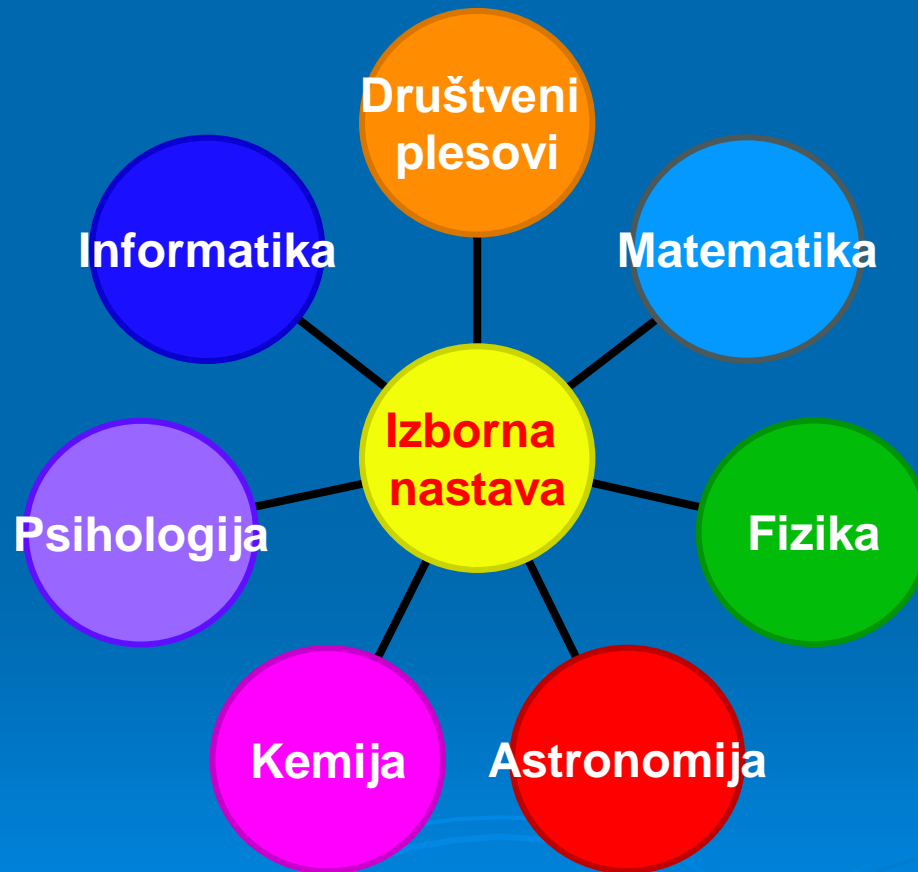 Društveni
plesovi
Informatika
Matematika
Izborna
nastava
Psihologija
Fizika
Kemija
Astronomija